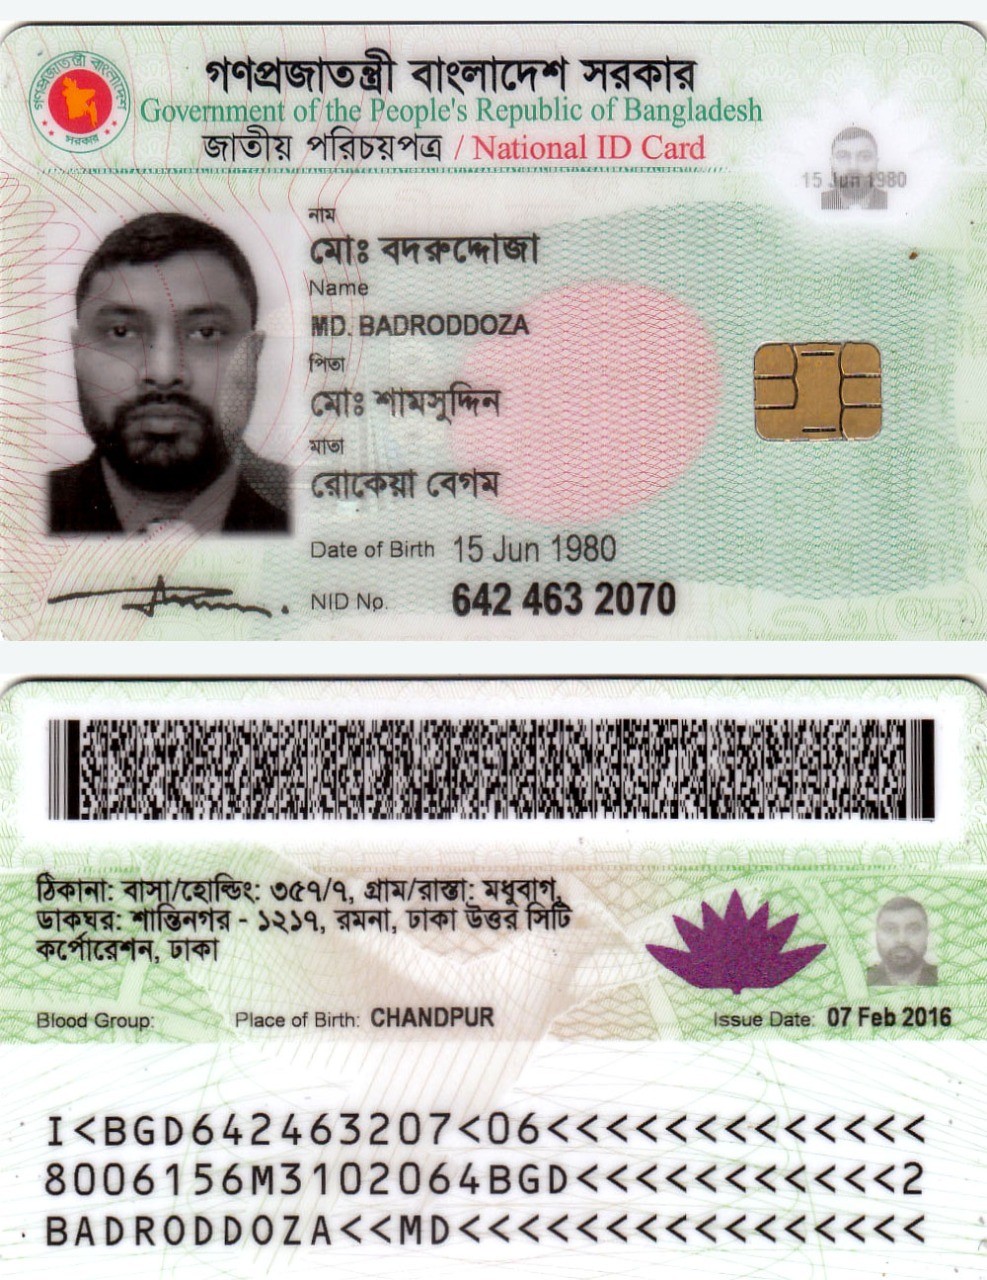 গণপ্রজাতন্ত্রী বাংলাদেশ সরকার
Government of the People's Republic of Bangladesh
জাতীয় পরিচয়পত্র / National ID Card
15 Jun 1980
নাম
মোঃ বদরুদ্দোজা
Name
MD. BADRODDOZA
পিতা
মোঃ শামসুদ্দিন
মাতা
রোকেয়া বেগম
Date of Birth 15 Jun 1980
NID No. 642 463 2070
ঠিকানা: বাসা/হোল্ডিং: ৩৫৭/৭, গ্রাম/রাস্তা: মধুবাগ,
ডাকঘর: শান্তিনগর - ১২১৭, রমনা, ঢাকা উত্তর সিটি
কর্পোরেশন, ঢাকা
Blood Group: Place of Birth: CHANDPUR Issue Date: 07 Feb 2016
I<BGD642463207<06<<<<<<<<<<<<<
8006156M3102064BGD<<<<<<<<<<<2
BADRODDOZA<<MD<<<<<<<<<<<<<<<<